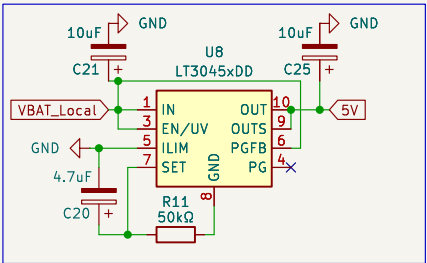 10uF
GND
C21
U8
LT3045xDD
10uF
GND
C25
VBAT_Local
1
IN
OUT
10
5V
3
EN/UV
OUTS
9
GND
5
ILIM
PGFB
6
7
SET
PG
4
GND
8
4.7uF
C20
R11
50kΩ